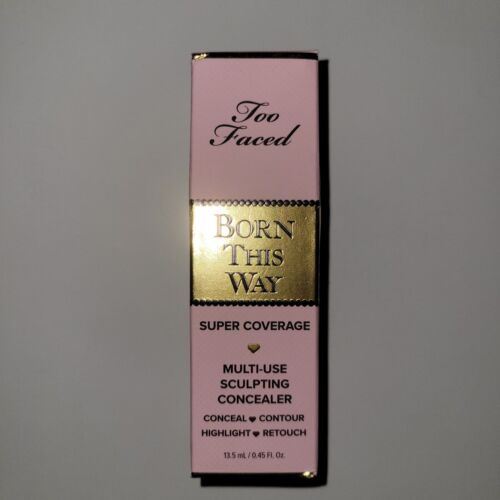 Too
Faced
BORN
THIS
WAY
SUPER COVERAGE
MULTI-USE
SCULPTING
CONCEALER
CONCEAL CONTOUR
HIGHLIGHT RETOUCH
13.5 mL / 0.45 Fl. Oz.